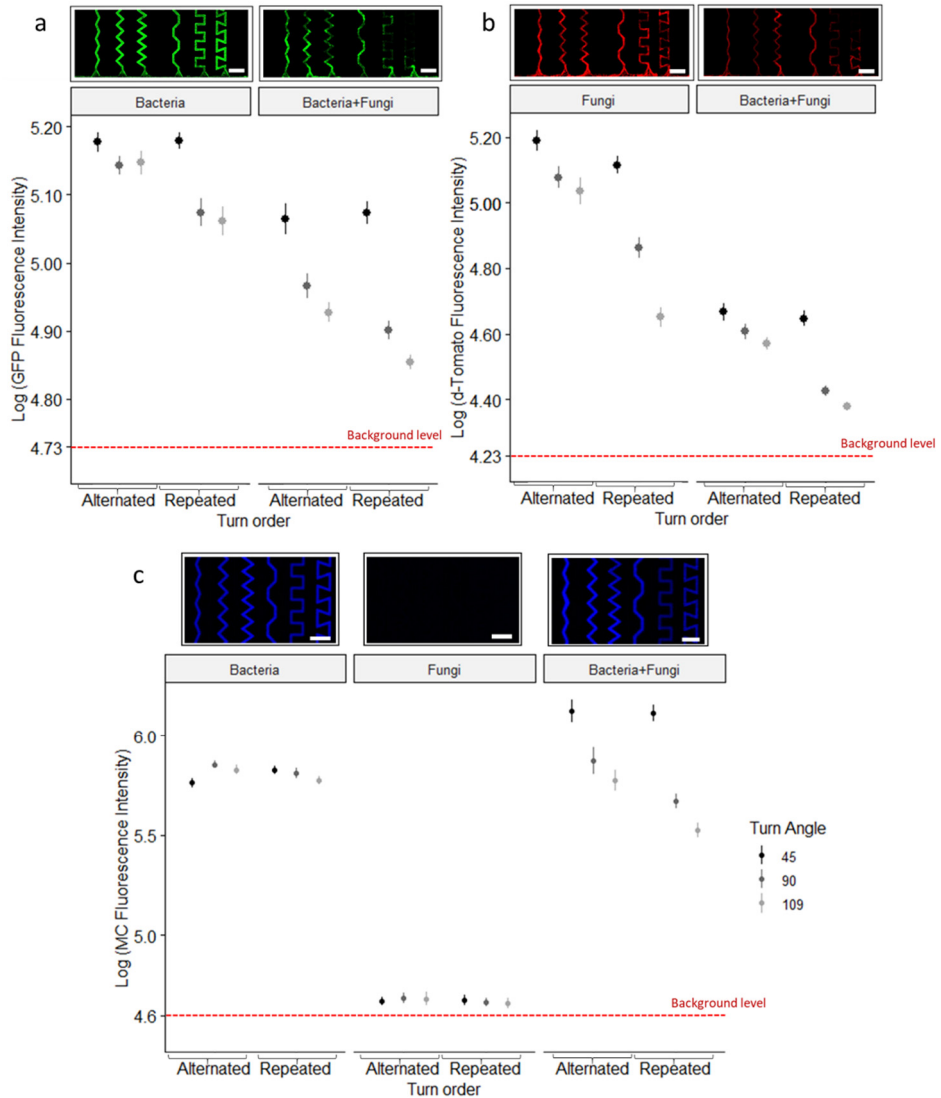 a
Bacteria
Bacteria+Fungi
Log (GFP Fluorescence Intensity)
5.20
5.10
5.00
4.90
4.80
4.73
Background level
Alternated Repeated Alternated Repeated
Turn order
b
Fungi
Bacteria+Fungi
Log (d-Tomato Fluorescence Intensity)
5.20
5.00
4.80
4.60
4.40
4.23
Background level
Alternated Repeated Alternated Repeated
Turn order
c
Bacteria
Fungi
Bacteria+Fungi
Log (MC Fluorescence Intensity)
6.0
5.5
5.0
4.6
Background level
Alternated Repeated Alternated Repeated Alternated Repeated
Turn order
Turn Angle
45
90
109